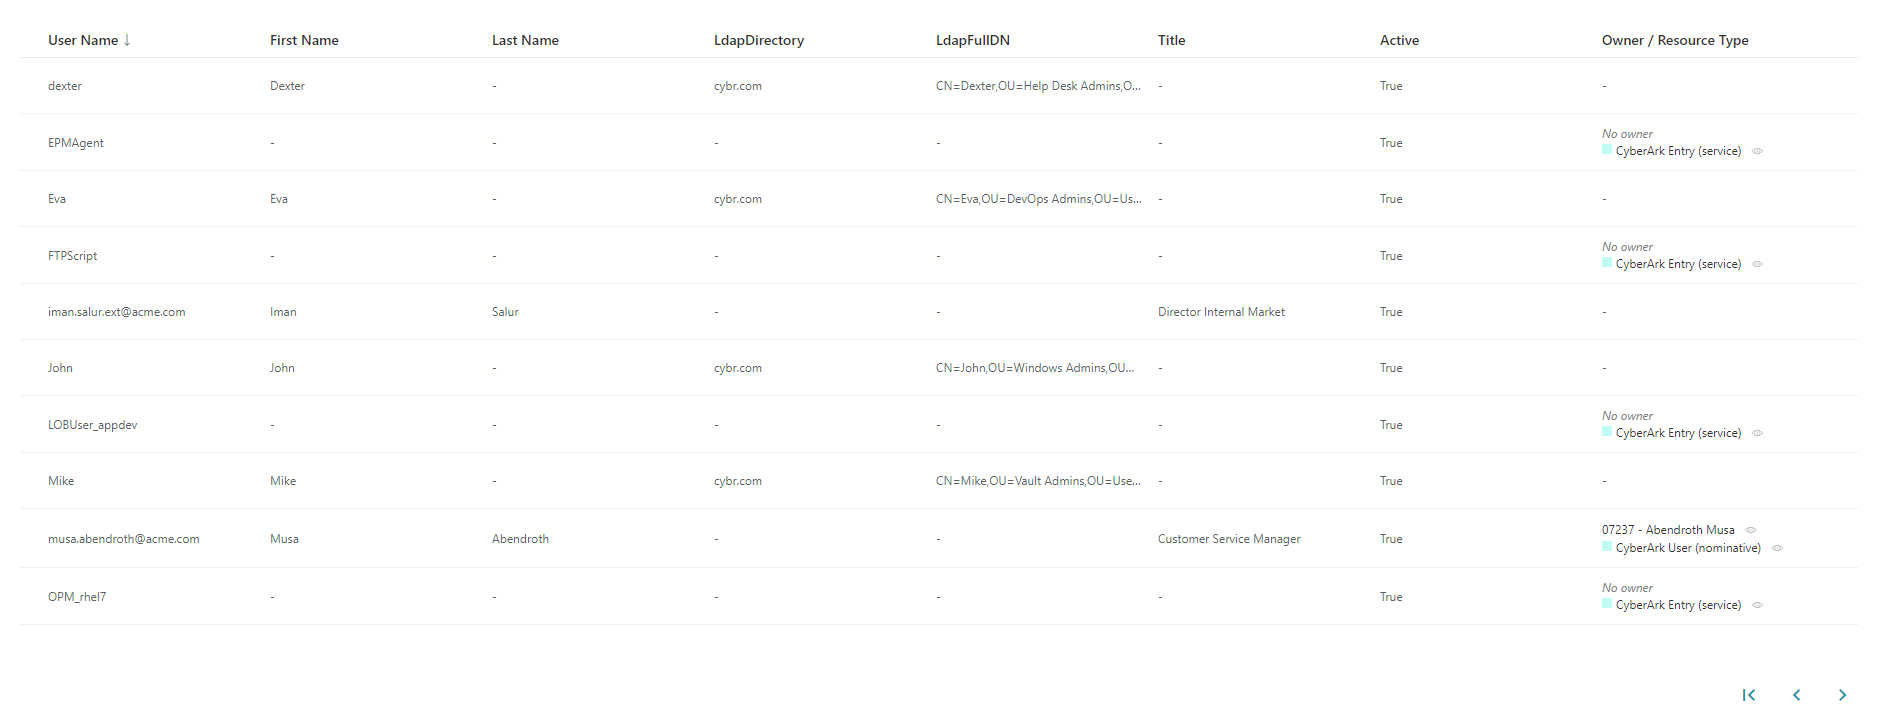 User Name ↓ First Name Last Name LdapDirectory LdapFullDN Title Active Owner / Resource Type
dexter Dexter - cybr.com CN=Dexter,OU=Help Desk Admins,O... - True -
EPMAgent - - - - - True No owner
CyberArk Entry (service)
Eva Eva - cybr.com CN=Eva,OU=DevOps Admins,OU=Us... - True -
FTPScript - - - - - True No owner
CyberArk Entry (service)
iman.salur.ext@acme.com Iman Salur - - Director Internal Market True -
John John - cybr.com CN=John,OU=Windows Admins,OU... - True -
LOBUser_appdev - - - - - True No owner
CyberArk Entry (service)
Mike Mike - cybr.com CN=Mike,OU=Vault Admins,OU=Use... - True -
musa.abendroth@acme.com Musa Abendroth - - Customer Service Manager True 07237 - Abendroth Musa
CyberArk User (nominative)
OPM_rhel7 - - - - - True No owner
CyberArk Entry (service)